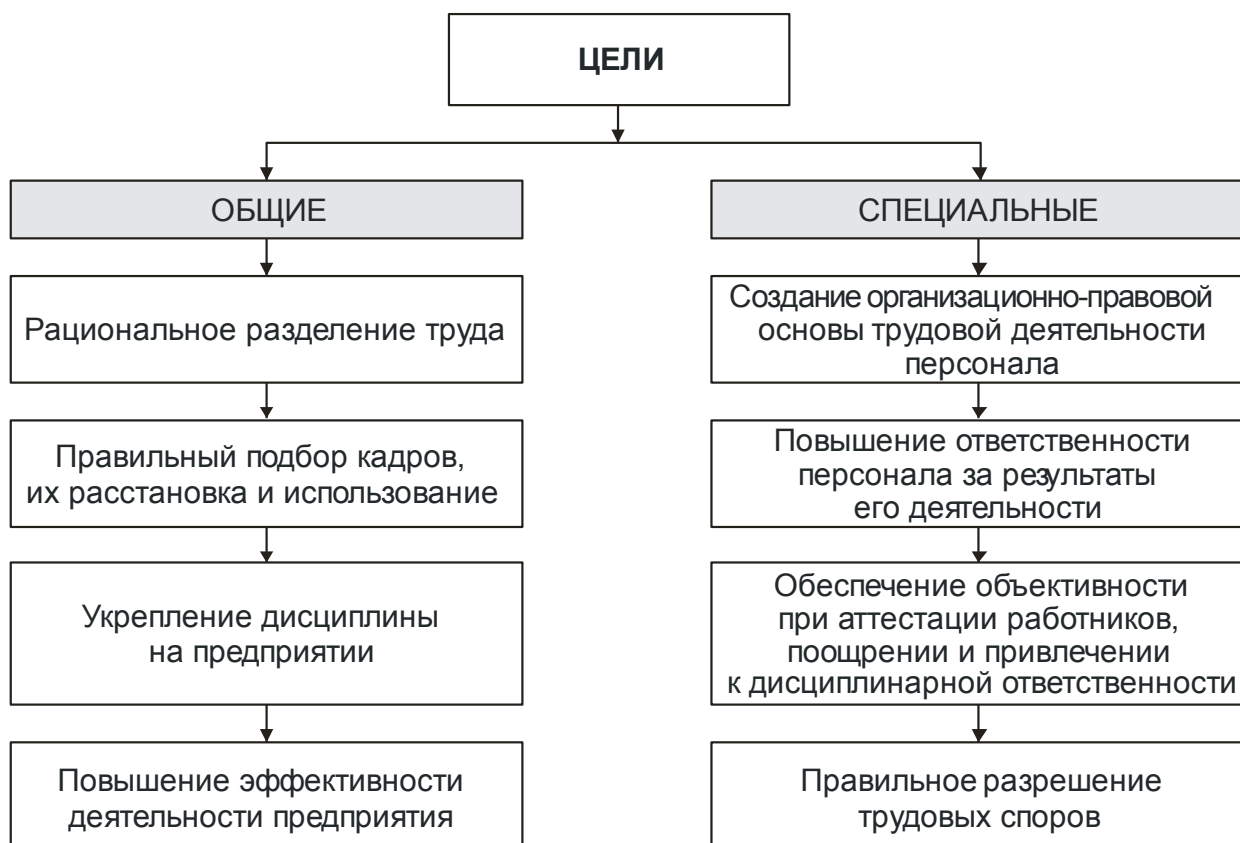 ЦЕЛИ
ОБЩИЕ
Рациональное разделение труда
Правильный подбор кадров,
их расстановка и использование
Укрепление дисциплины
на предприятии
Повышение эффективности
деятельности предприятия
СПЕЦИАЛЬНЫЕ
Создание организационно-правовой
основы трудовой деятельности
персонала
Повышение ответственности
персонала за результаты
его деятельности
Обеспечение объективности
при аттестации работников,
поощрении и привлечении
к дисциплинарной ответственности
Правильное разрешение
трудовых споров